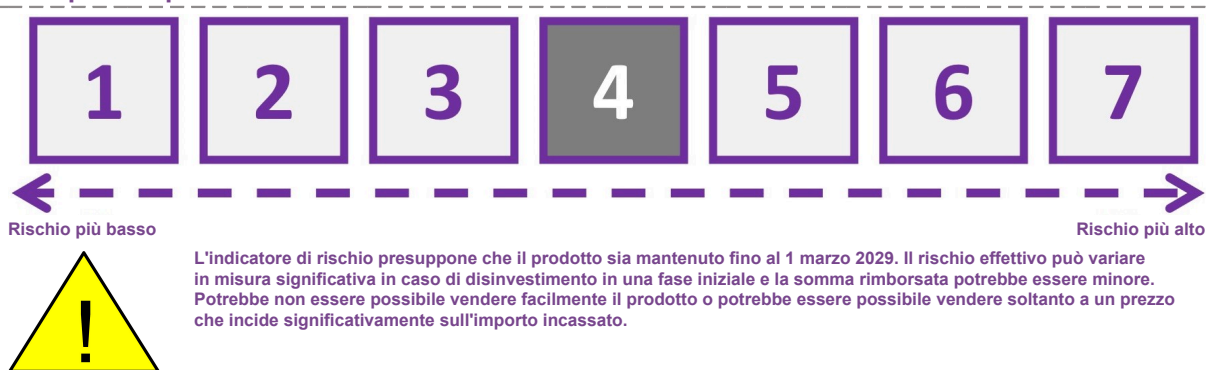 1 2 3 4 5 6 7
Rischio più basso Rischio più alto
L'indicatore di rischio presuppone che il prodotto sia mantenuto fino al 1 marzo 2029. Il rischio effettivo può variare
in misura significativa in caso di disinvestimento in una fase iniziale e la somma rimborsata potrebbe essere minore.
Potrebbe non essere possibile vendere facilmente il prodotto o potrebbe essere possibile vendere soltanto a un prezzo
che incide significativamente sull'importo incassato.
!